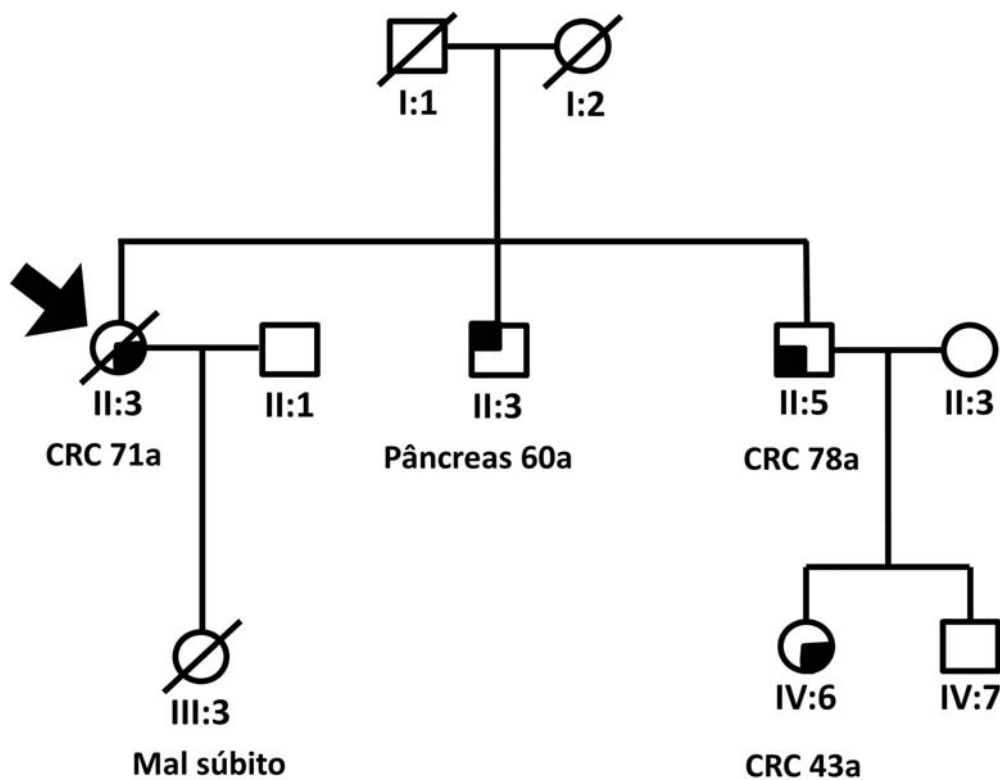 I:1
I:2
II:3
II:1
II:3
II:5
II:3
CRC 71a
Pâncreas 60a
CRC 78a
III:3
IV:6
IV:7
Mal súbito
CRC 43a